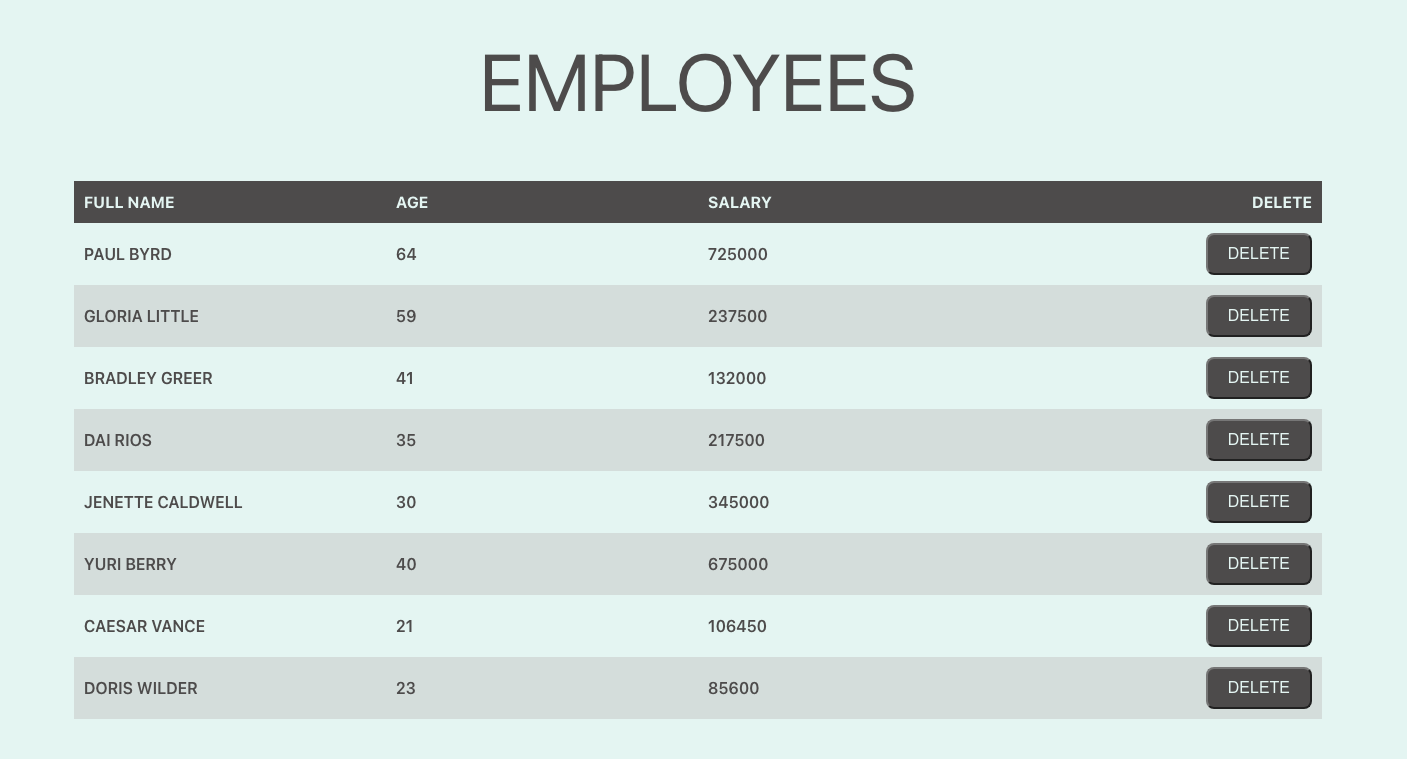 EMPLOYEES
FULL NAME AGE SALARY DELETE
PAUL BYRD 64 725000 DELETE
GLORIA LITTLE 59 237500 DELETE
BRADLEY GREER 41 132000 DELETE
DAI RIOS 35 217500 DELETE
JENETTE CALDWELL 30 345000 DELETE
YURI BERRY 40 675000 DELETE
CAESAR VANCE 21 106450 DELETE
DORIS WILDER 23 85600 DELETE